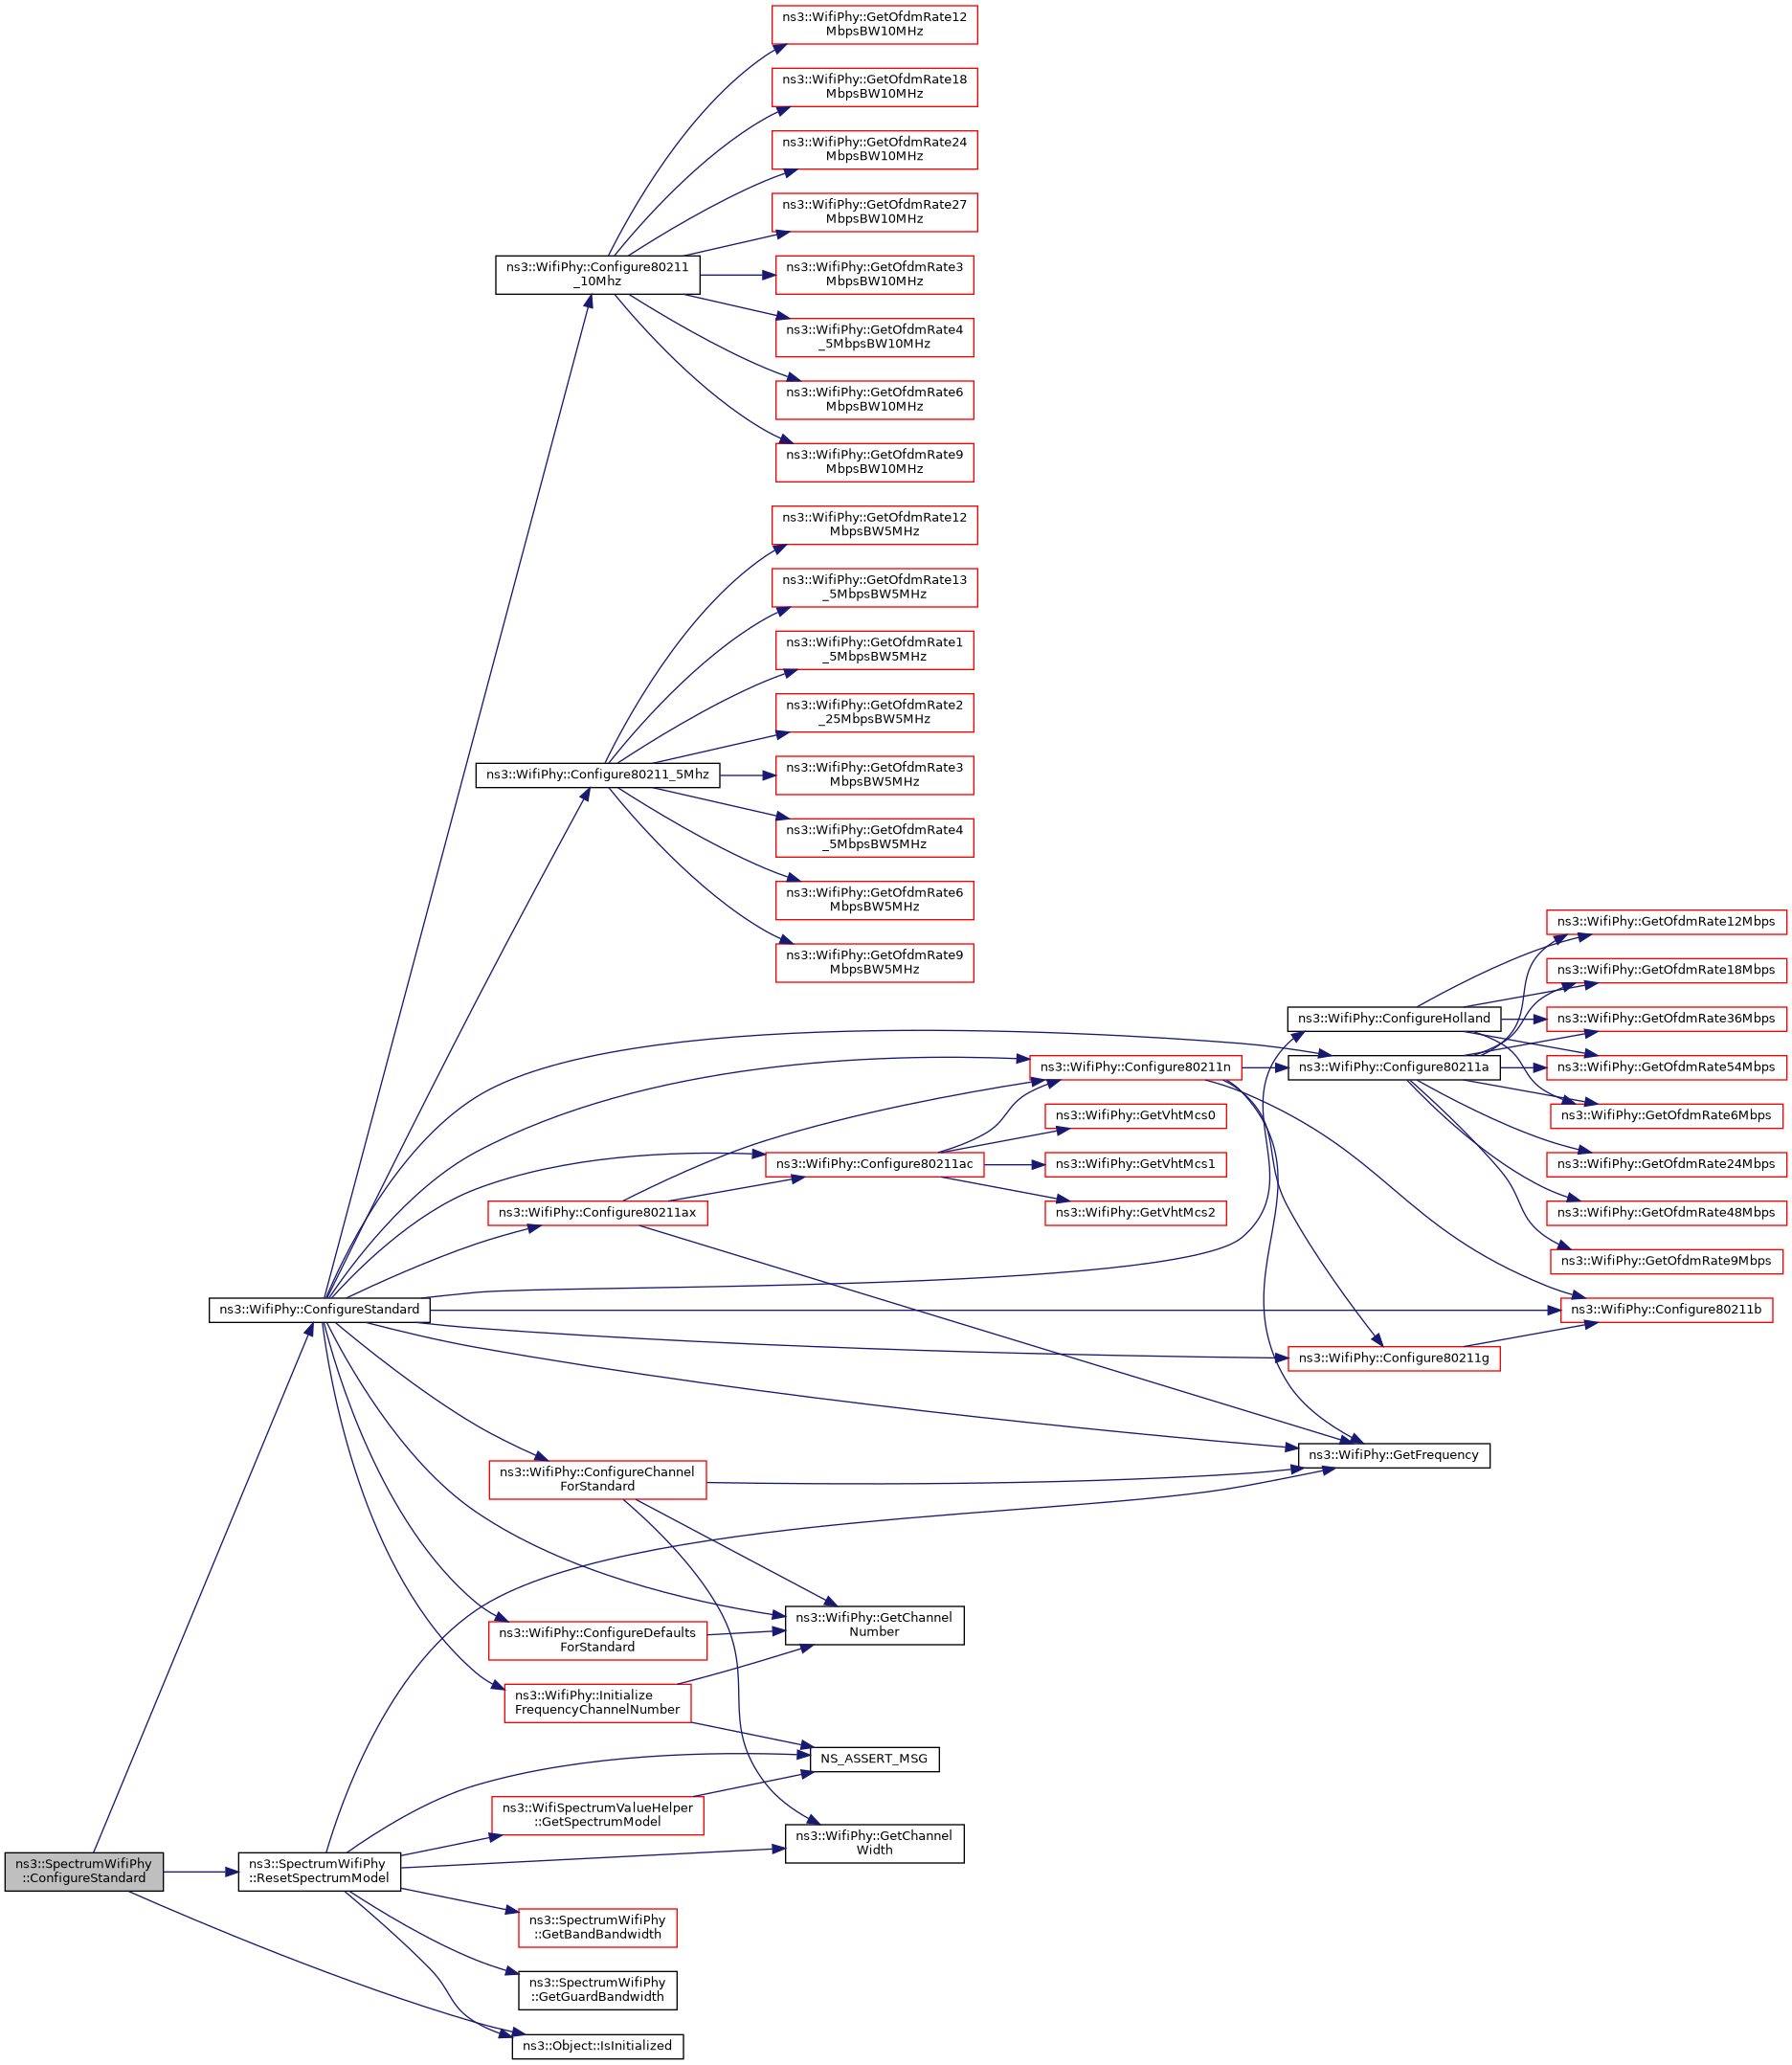 ns3::WifiPhy::GetOfdmRate12
MbpsBW10MHz
ns3::WifiPhy::GetOfdmRate18
MbpsBW10MHz
ns3::WifiPhy::GetOfdmRate24
MbpsBW10MHz
ns3::WifiPhy::GetOfdmRate27
MbpsBW10MHz
ns3::WifiPhy::Configure80211
_10Mhz
ns3::WifiPhy::GetOfdmRate3
MbpsBW10MHz
ns3::WifiPhy::GetOfdmRate4
_5MbpsBW10MHz
ns3::WifiPhy::GetOfdmRate6
MbpsBW10MHz
ns3::WifiPhy::GetOfdmRate9
MbpsBW10MHz
ns3::WifiPhy::GetOfdmRate12
MbpsBW5MHz
ns3::WifiPhy::GetOfdmRate13
_5MbpsBW5MHz
ns3::WifiPhy::GetOfdmRate1
_5MbpsBW5MHz
ns3::WifiPhy::GetOfdmRate2
_25MbpsBW5MHz
ns3::WifiPhy::Configure80211_5Mhz
ns3::WifiPhy::GetOfdmRate3
MbpsBW5MHz
ns3::WifiPhy::GetOfdmRate4
_5MbpsBW5MHz
ns3::WifiPhy::GetOfdmRate6
MbpsBW5MHz
ns3::WifiPhy::GetOfdmRate9
MbpsBW5MHz
ns3::WifiPhy::GetOfdmRate12Mbps
ns3::WifiPhy::GetOfdmRate18Mbps
ns3::WifiPhy::ConfigureHolland
ns3::WifiPhy::GetOfdmRate36Mbps
ns3::WifiPhy::Configure80211n
ns3::WifiPhy::Configure80211a
ns3::WifiPhy::GetOfdmRate54Mbps
ns3::WifiPhy::GetVhtMcs0
ns3::WifiPhy::GetOfdmRate6Mbps
ns3::WifiPhy::Configure80211ac
ns3::WifiPhy::GetVhtMcs1
ns3::WifiPhy::GetOfdmRate24Mbps
ns3::WifiPhy::Configure80211ax
ns3::WifiPhy::GetVhtMcs2
ns3::WifiPhy::GetOfdmRate48Mbps
ns3::WifiPhy::GetOfdmRate9Mbps
ns3::WifiPhy::ConfigureStandard
ns3::WifiPhy::Configure80211b
ns3::WifiPhy::Configure80211g
ns3::WifiPhy::GetFrequency
ns3::WifiPhy::ConfigureChannel
ForStandard
ns3::WifiPhy::GetChannel
Number
ns3::WifiPhy::ConfigureDefaults
ForStandard
ns3::WifiPhy::Initialize
FrequencyChannelNumber
NS_ASSERT_MSG
ns3::WifiSpectrumValueHelper
::GetSpectrumModel
ns3::WifiPhy::GetChannel
Width
ns3::SpectrumWifiPhy
::ConfigureStandard
ns3::SpectrumWifiPhy
::ResetSpectrumModel
ns3::SpectrumWifiPhy
::GetBandBandwidth
ns3::SpectrumWifiPhy
::GetGuardBandwidth
ns3::Object::IsInitialized